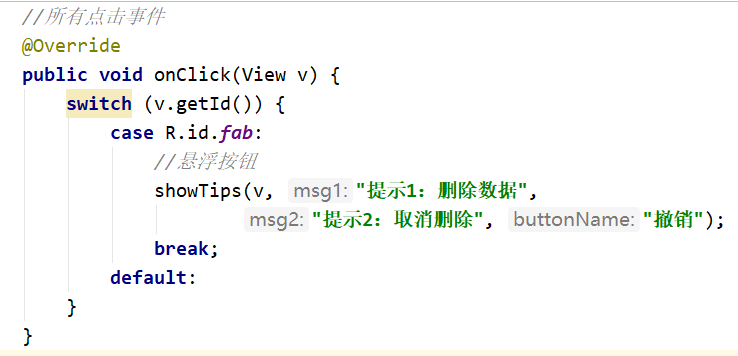 //所有点击事件
@Override
public void onClick(View v) {
switch (v.getId()) {
case R.id.fab:
//悬浮按钮
showTips(v, msg1: "提示1：删除数据",
msg2: "提示2：取消删除", buttonName: "撤销");
break;
default:
}
}